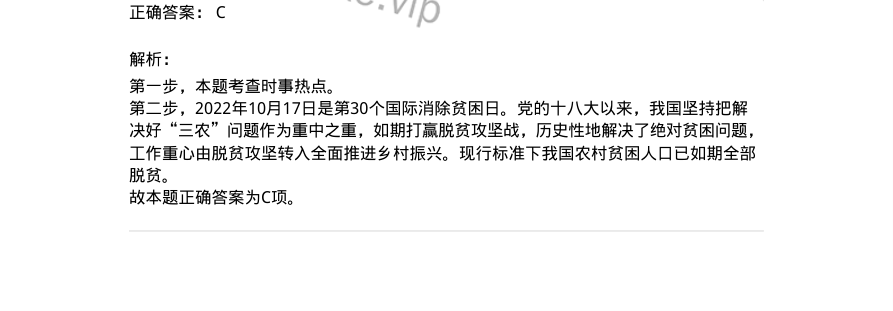 正确答案： C
e.vip
解析：
第一步，本题考查时事热点。
第二步，2022年10月17日是第30个国际消除贫困日。党的十八大以来，我国坚持把解
决好“三农”问题作为重中之重，如期打赢脱贫攻坚战，历史性地解决了绝对贫困问题，
工作重心由脱贫攻坚转入全面推进乡村振兴。现行标准下我国农村贫困人口已如期全部
脱贫。
故本题正确答案为C项。